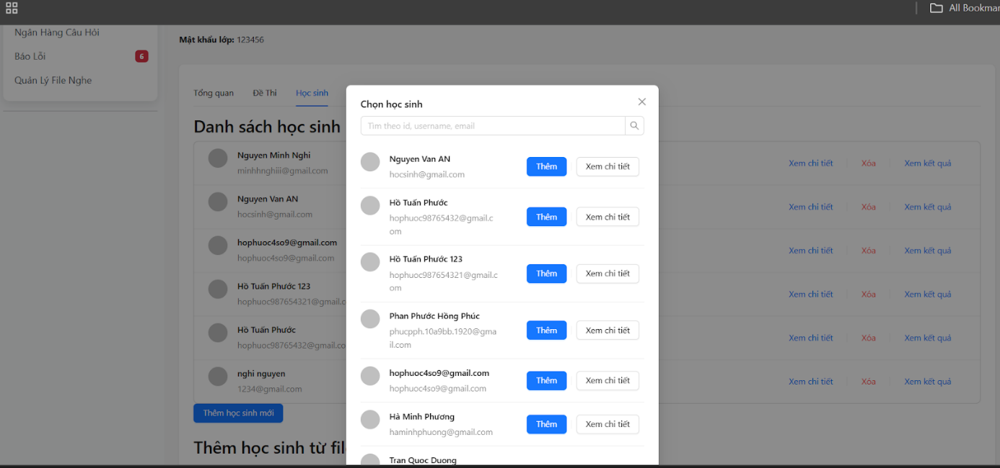 All Bookmar
Ngân Hàng Câu Hỏi
Báo Lỗi
6
Quản Lý File Nghe
Mật khẩu lớp: 123456
Tổng quan
Đề Thi
Học sinh
Danh sách học sinh
Nguyen Minh Nghi
minhhnghiii@gmail.com
Xem chi tiết
Xóa
Xem kết quả
Nguyen Van AN
hocsinh@gmail.com
Xem chi tiết
Xóa
Xem kết quả
hophuoc4so9@gmail.com
hophuoc4so9@gmail.com
Xem chi tiết
Xóa
Xem kết quả
Hồ Tuấn Phước 123
hophuoc987654321@gmail.c
Xem chi tiết
Xóa
Xem kết quả
Hồ Tuấn Phước
hophuoc98765432@gmail.co
Xem chi tiết
Xóa
Xem kết quả
nghi nguyen
1234@gmail.com
Xem chi tiết
Xóa
Xem kết quả
Thêm học sinh mới
Thêm học sinh từ fil
Chọn học sinh
Tìm theo id, username, email
Nguyen Van AN
hocsinh@gmail.com
Thêm
Xem chi tiết
Hồ Tuấn Phước
hophuoc98765432@gmail.c
om
Thêm
Xem chi tiết
Hồ Tuấn Phước 123
hophuoc987654321@gmail.c
om
Thêm
Xem chi tiết
Phan Phước Hồng Phúc
phucpph.10a9bb.1920@gma
il.com
Thêm
Xem chi tiết
hophuoc4so9@gmail.com
hophuoc4so9@gmail.com
Thêm
Xem chi tiết
Hà Minh Phương
haminhphuong@gmail.com
Thêm
Xem chi tiết
Tran Quoc Duong